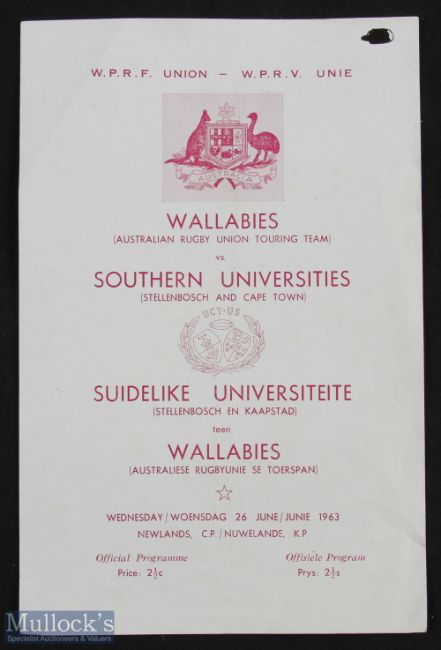 W.P.R.F. UNION – W.P.R.V. UNIE
AUSTRALIA
WALLABIES
(AUSTRALIAN RUGBY UNION TOURING TEAM)
vs.
SOUTHERN UNIVERSITIES
(STELLENBOSCH AND CAPE TOWN)
UCT-US
SUIDELIKE UNIVERSITEITE
(STELLENBOSCH EN KAAPSTAD)
teen
WALLABIES
(AUSTRALIESE RUGBYUNIE SE TOERSPAN)
WEDNESDAY/WOENSDAG 26 JUNE/JUNIE 1963
NEWLANDS, C.P./NUWELANDE, K.P.
Official Programme Offisiële Program
Price: 2½c Prys: 2½s
Mullock's
Specialist Auctioneers & Valuers